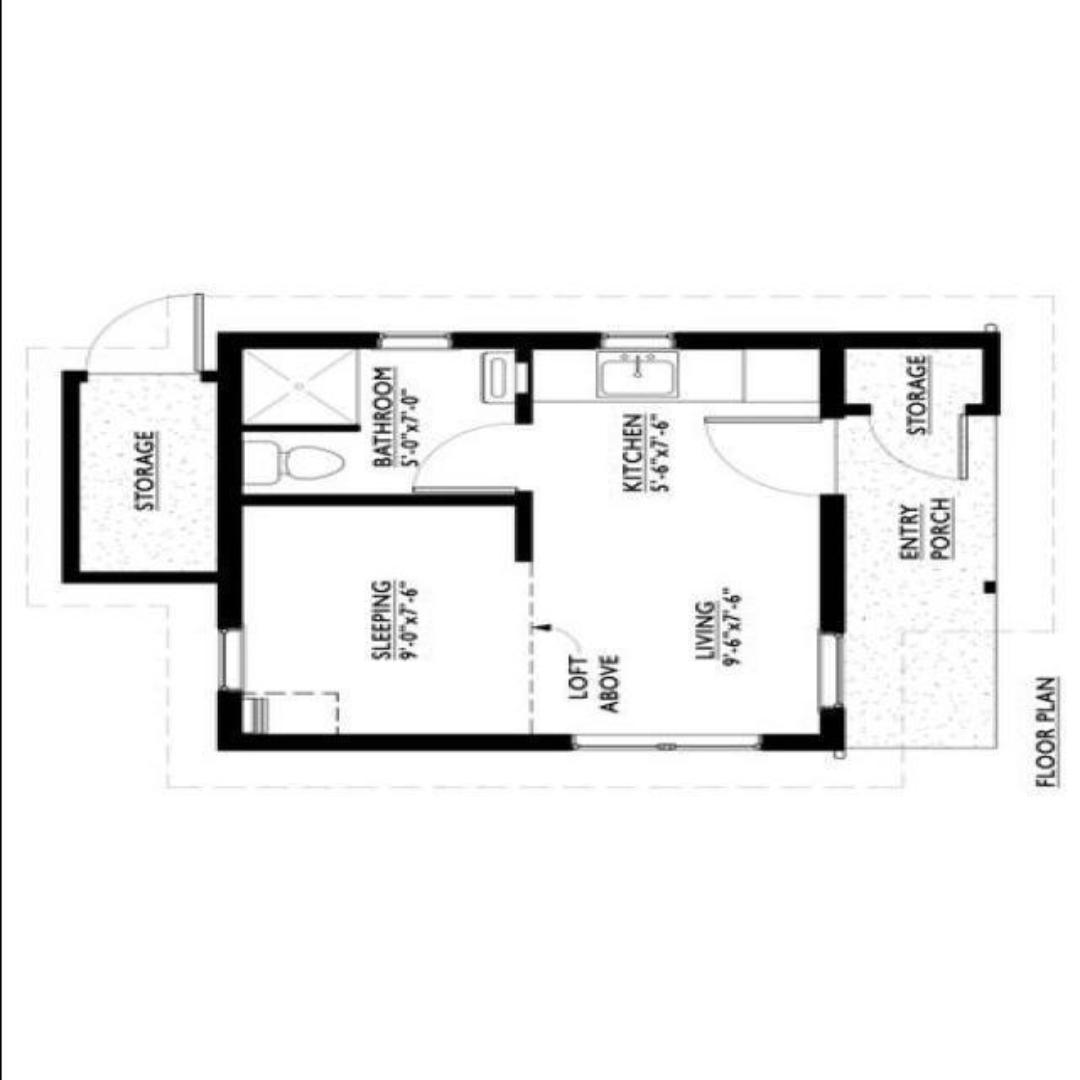 STORAGE
BATHROOM
5'-0"x7'-0"
SLEEPING
9'-0"x7'-6"
KITCHEN
5'-6"x7'-6"
LOFT
ABOVE
LIVING
9'-6"x7'-6"
STORAGE
ENTRY
PORCH
FLOOR PLAN